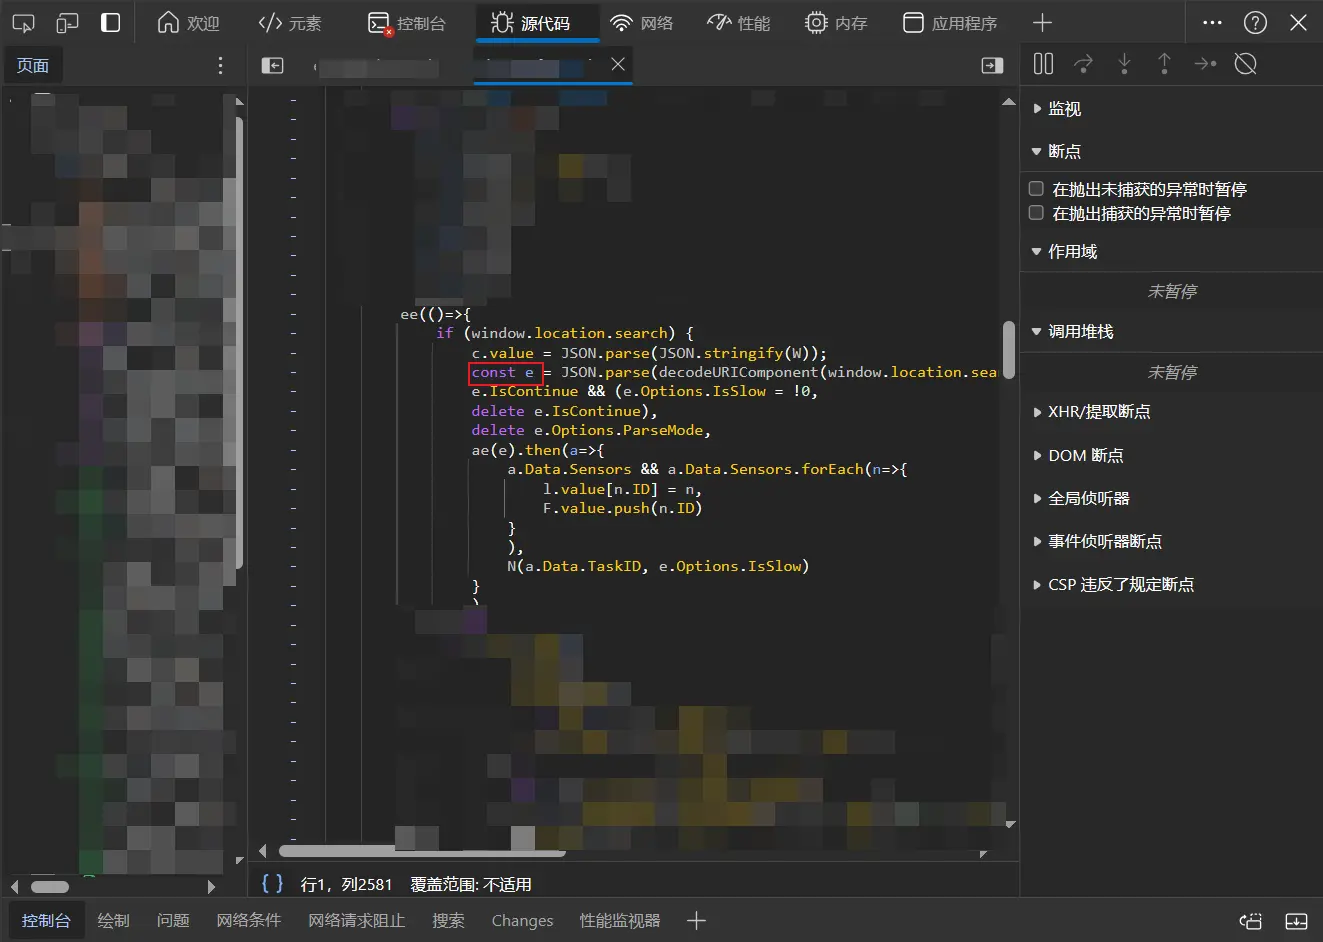 欢迎
元素
控制台
源代码
网络
性能
内存
应用程序
页面
ee(()=>{
if (window.location.search) {
c.value = JSON.parse(JSON.stringify(W));
const e = JSON.parse(decodeURIComponent(window.location.sea
e.IsContinue && (e.Options.IsSlow = !0,
delete e.IsContinue),
delete e.Options.ParseMode,
ae(e).then(a=>{
a.Data.Sensors && a.Data.Sensors.forEach(n=>{
l.value[n.ID] = n,
F.value.push(n.ID)
}
),
N(a.Data.TaskID, e.Options.IsSlow)
}
)
{ } 行1，列2581 覆盖范围: 不适用
监视
断点
在抛出未捕获的异常时暂停
在抛出捕获的异常时暂停
作用域
未暂停
调用堆栈
未暂停
XHR/提取断点
DOM 断点
全局侦听器
事件侦听器断点
CSP 违反了规定断点
控制台
绘制
问题
网络条件
网络请求阻止
搜索
Changes
性能监视器